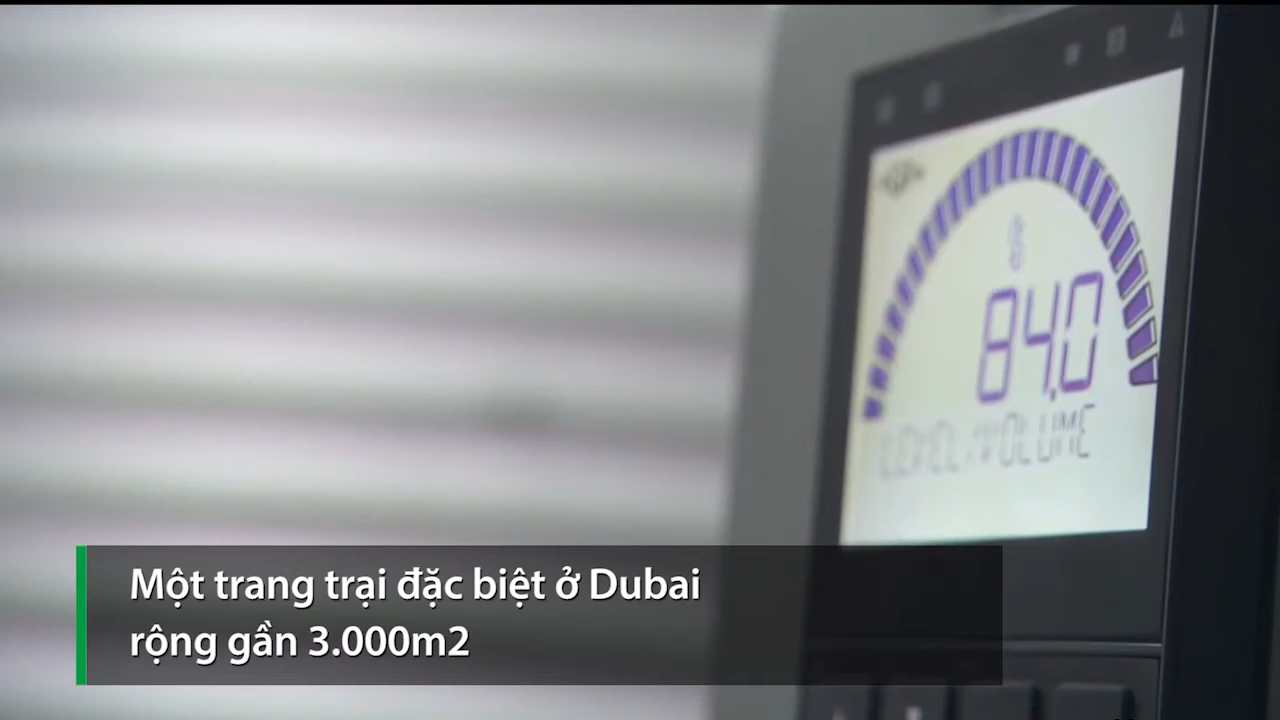 84.0
LEVEL/VOLUME
Một trang trại đặc biệt ở Dubai
rộng gần 3.000m2